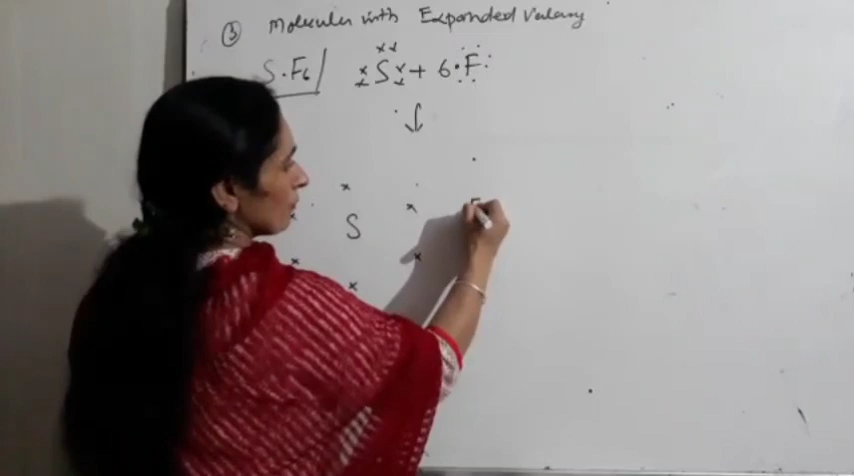 ③ Molecules with Expanded Valency
S.F6 S + 6 F
S F